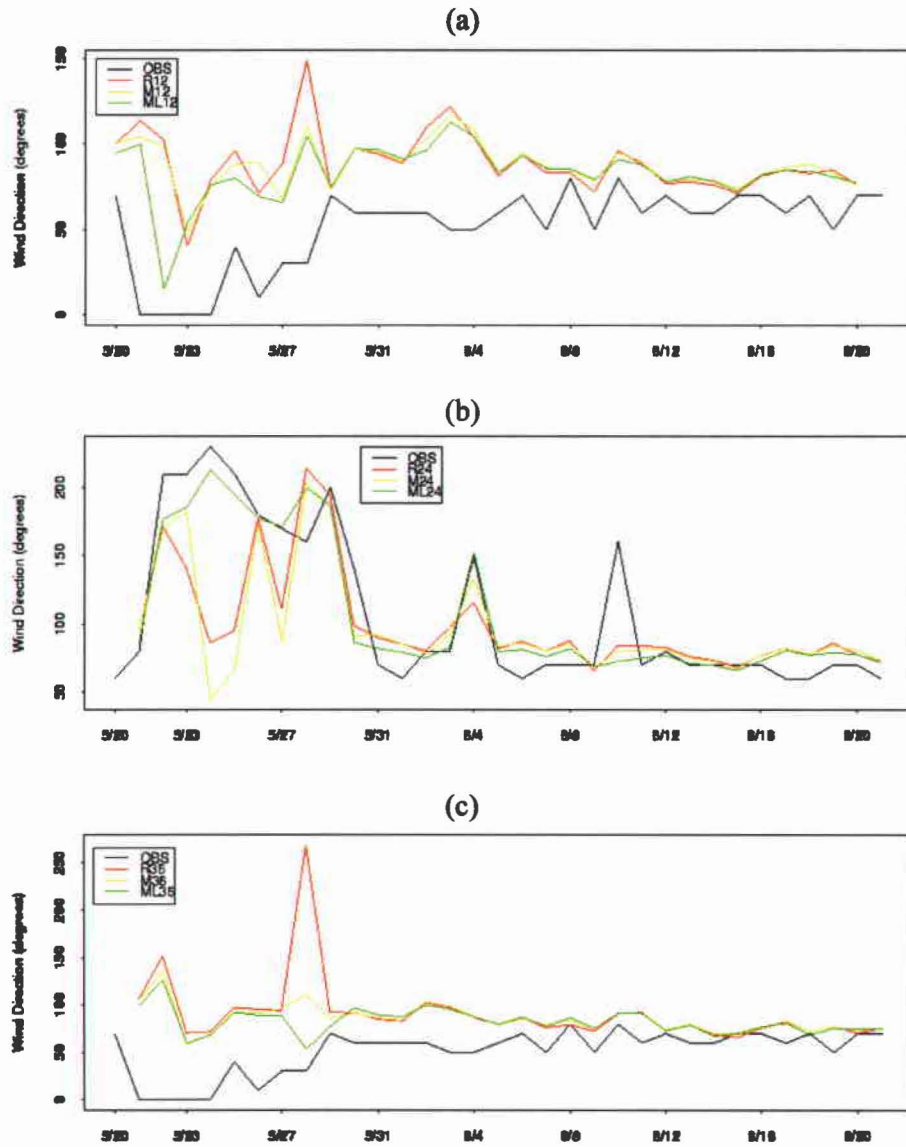 (a)
Wind Direction (degrees)
150
100
50
0
OBS
R12
M12
ML12
5/20 5/23 5/27 5/31 6/4 6/8 6/12 6/16 6/20
(b)
Wind Direction (degrees)
200
150
100
50
OBS
R24
M24
ML24
5/20 5/23 5/27 5/31 6/4 6/8 6/12 6/16 6/20
(c)
Wind Direction (degrees)
250
200
150
100
50
0
OBS
R36
M36
ML36
5/20 5/23 5/27 5/31 6/4 6/8 6/12 6/16 6/20